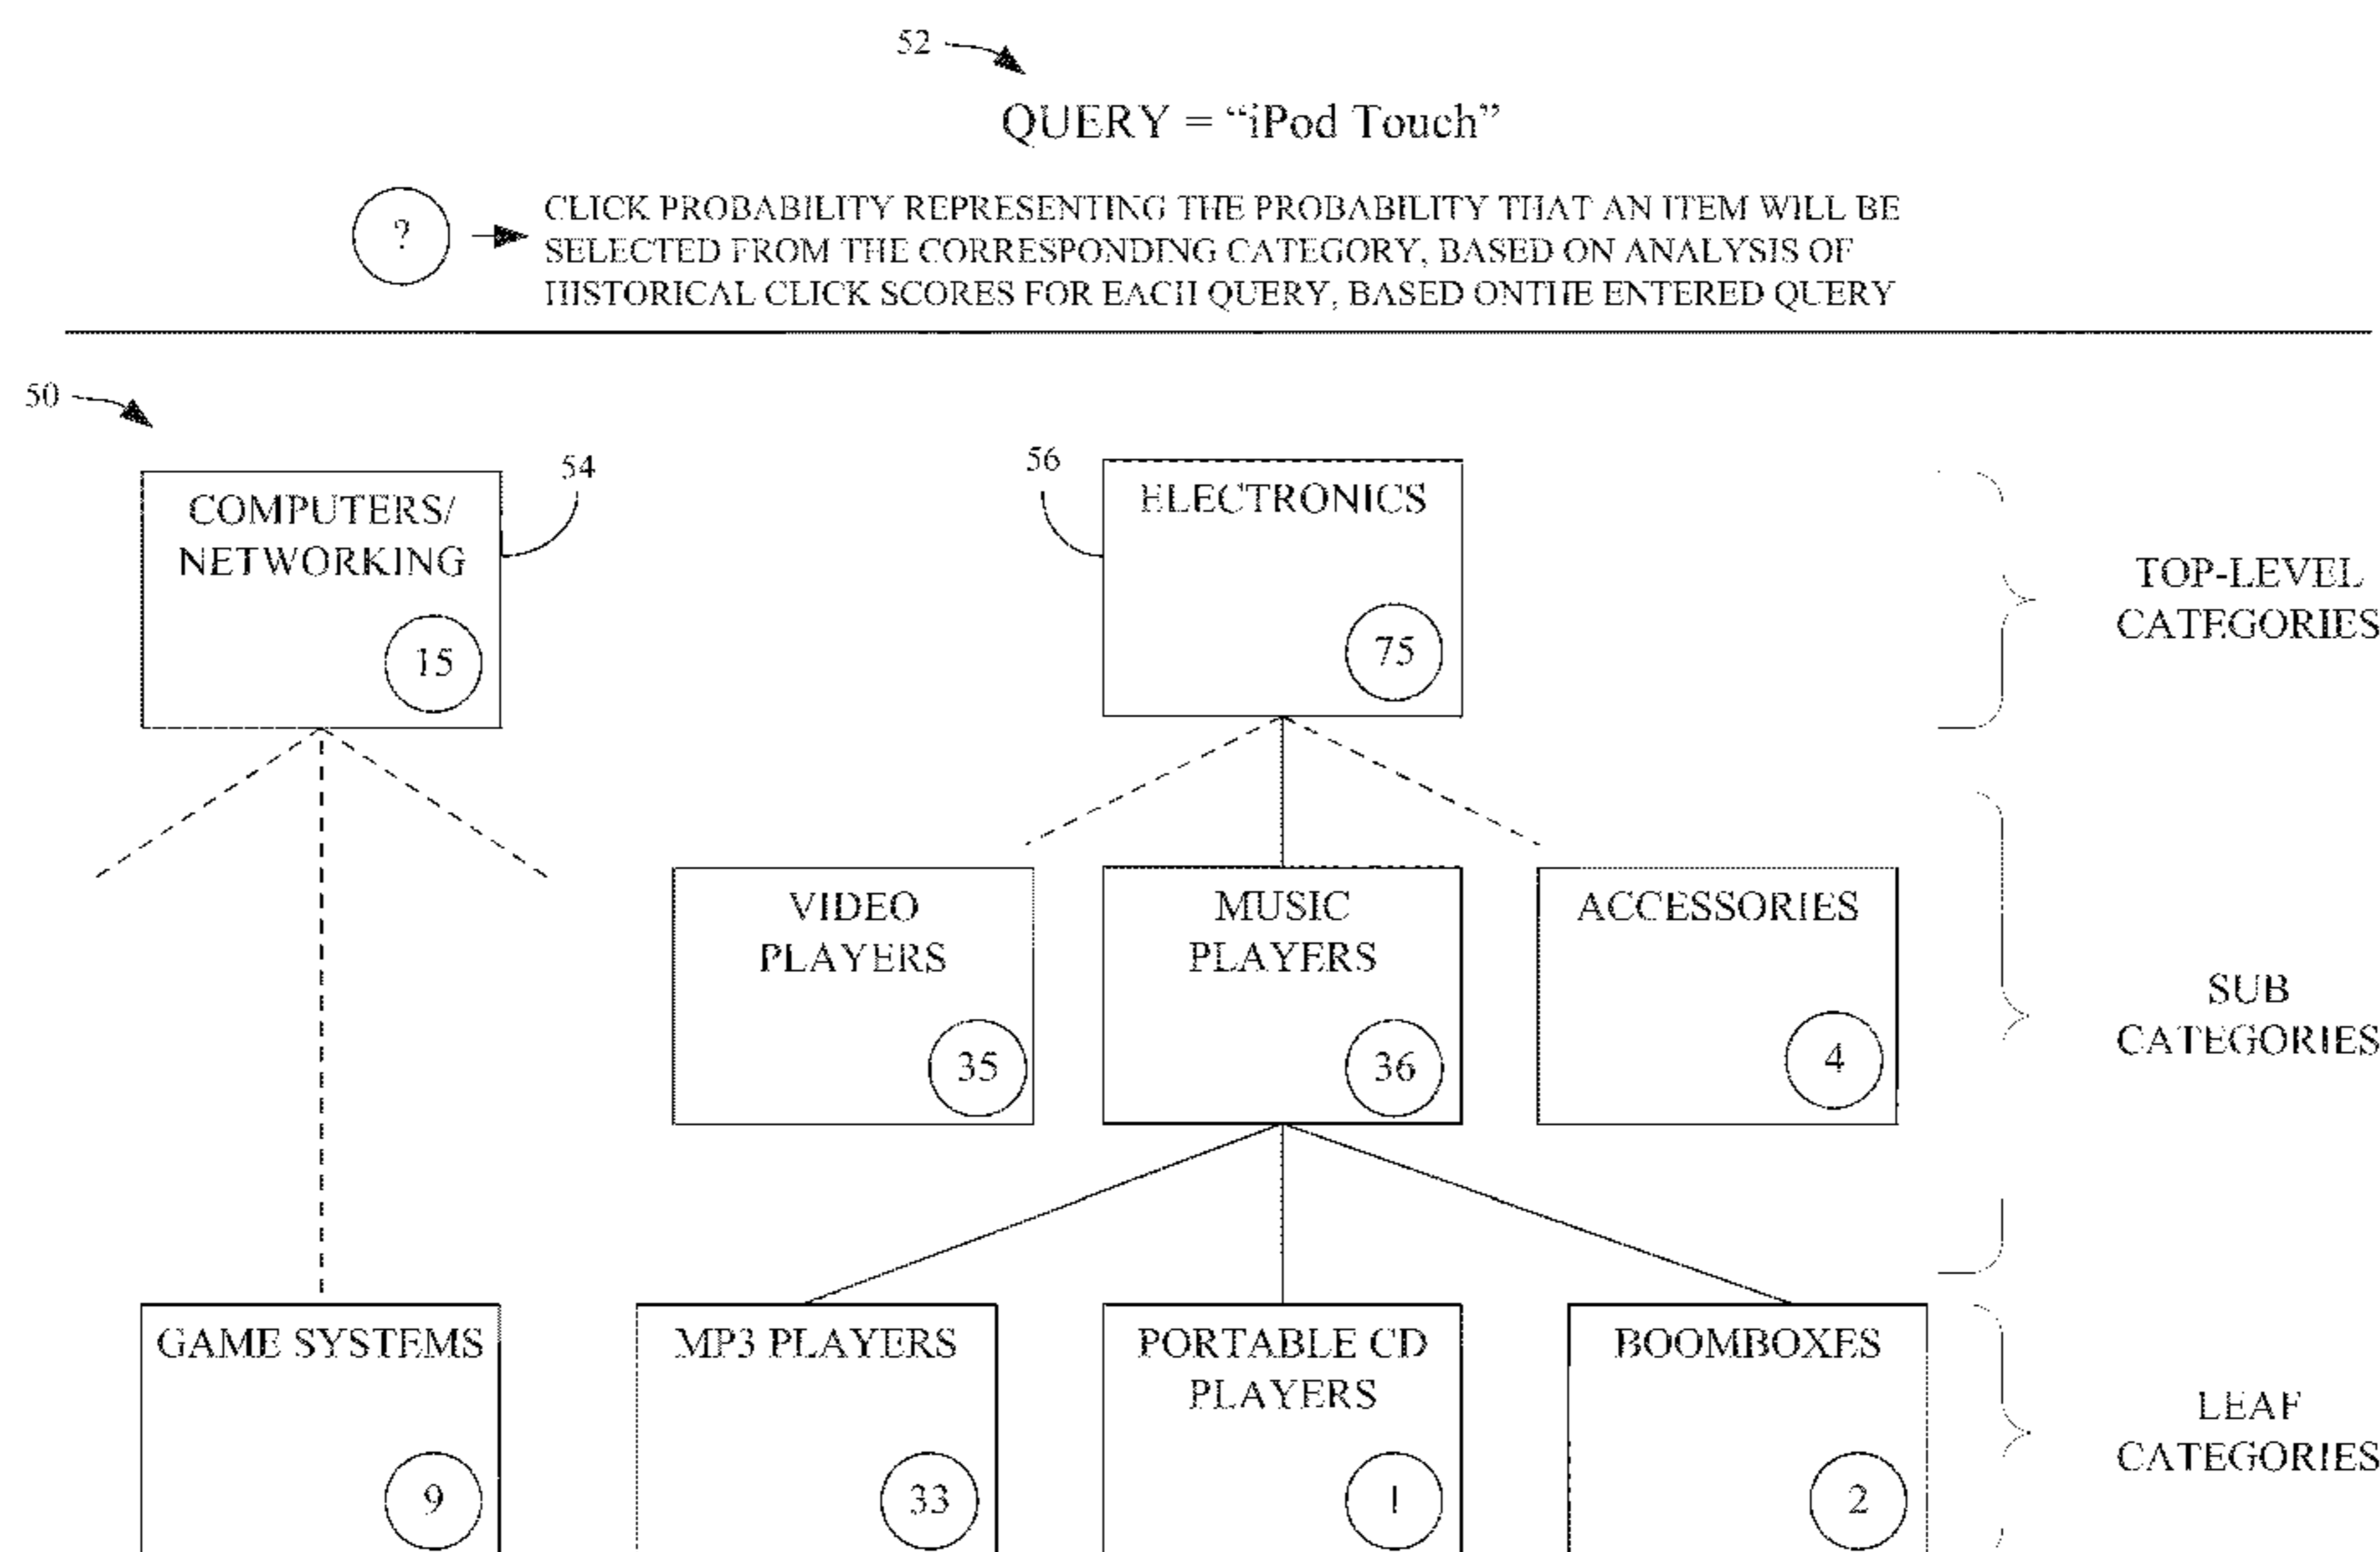 52
QUERY = “iPod Touch”
? CLICK PROBABILITY REPRESENTING THE PROBABILITY THAT AN ITEM WILL BE
SELECTED FROM THE CORRESPONDING CATEGORY, BASED ON ANALYSIS OF
HISTORICAL CLICK SCORES FOR EACH QUERY, BASED ONTHE ENTERED QUERY
50
54
56
COMPUTERS/
NETWORKING
15
ELECTRONICS
75
TOP-LEVEL
CATEGORIES
VIDEO
PLAYERS
35
MUSIC
PLAYERS
36
ACCESSORIES
4
SUB
CATEGORIES
GAME SYSTEMS
9
MP3 PLAYERS
33
PORTABLE CD
PLAYERS
1
BOOMBOXES
2
LEAF
CATEGORIES